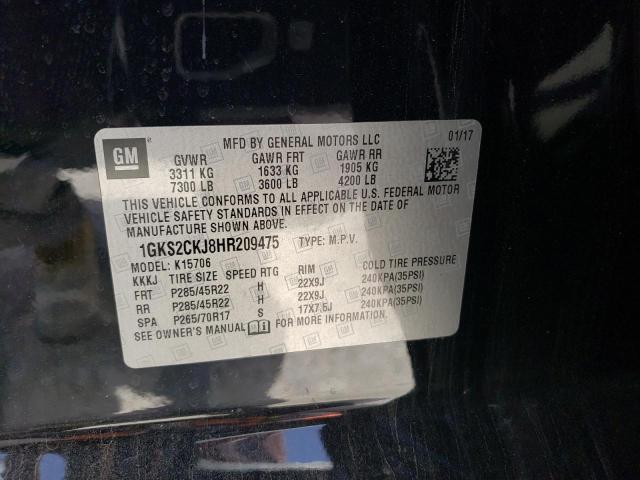 GM
MFD BY GENERAL MOTORS LLC 01/17
GVWR GAWR FRT GAWR RR
3311 KG 1633 KG 1905 KG
7300 LB 3600 LB 4200 LB
THIS VEHICLE CONFORMS TO ALL APPLICABLE U.S. FEDERAL MOTOR
VEHICLE SAFETY STANDARDS IN EFFECT ON THE DATE OF
MANUFACTURE SHOWN ABOVE.
1GKS2CKJ8HR209475 TYPE: M.P.V.
MODEL: K15706
KKKJ TIRE SIZE SPEED RTG RIM COLD TIRE PRESSURE
FRT P285/45R22 H 22X9J 240KPA(35PSI)
RR P285/45R22 H 22X9J 240KPA(35PSI)
SPA P265/70R17 S 17X7.5J 240KPA(35PSI)
SEE OWNER'S MANUAL FOR MORE INFORMATION.